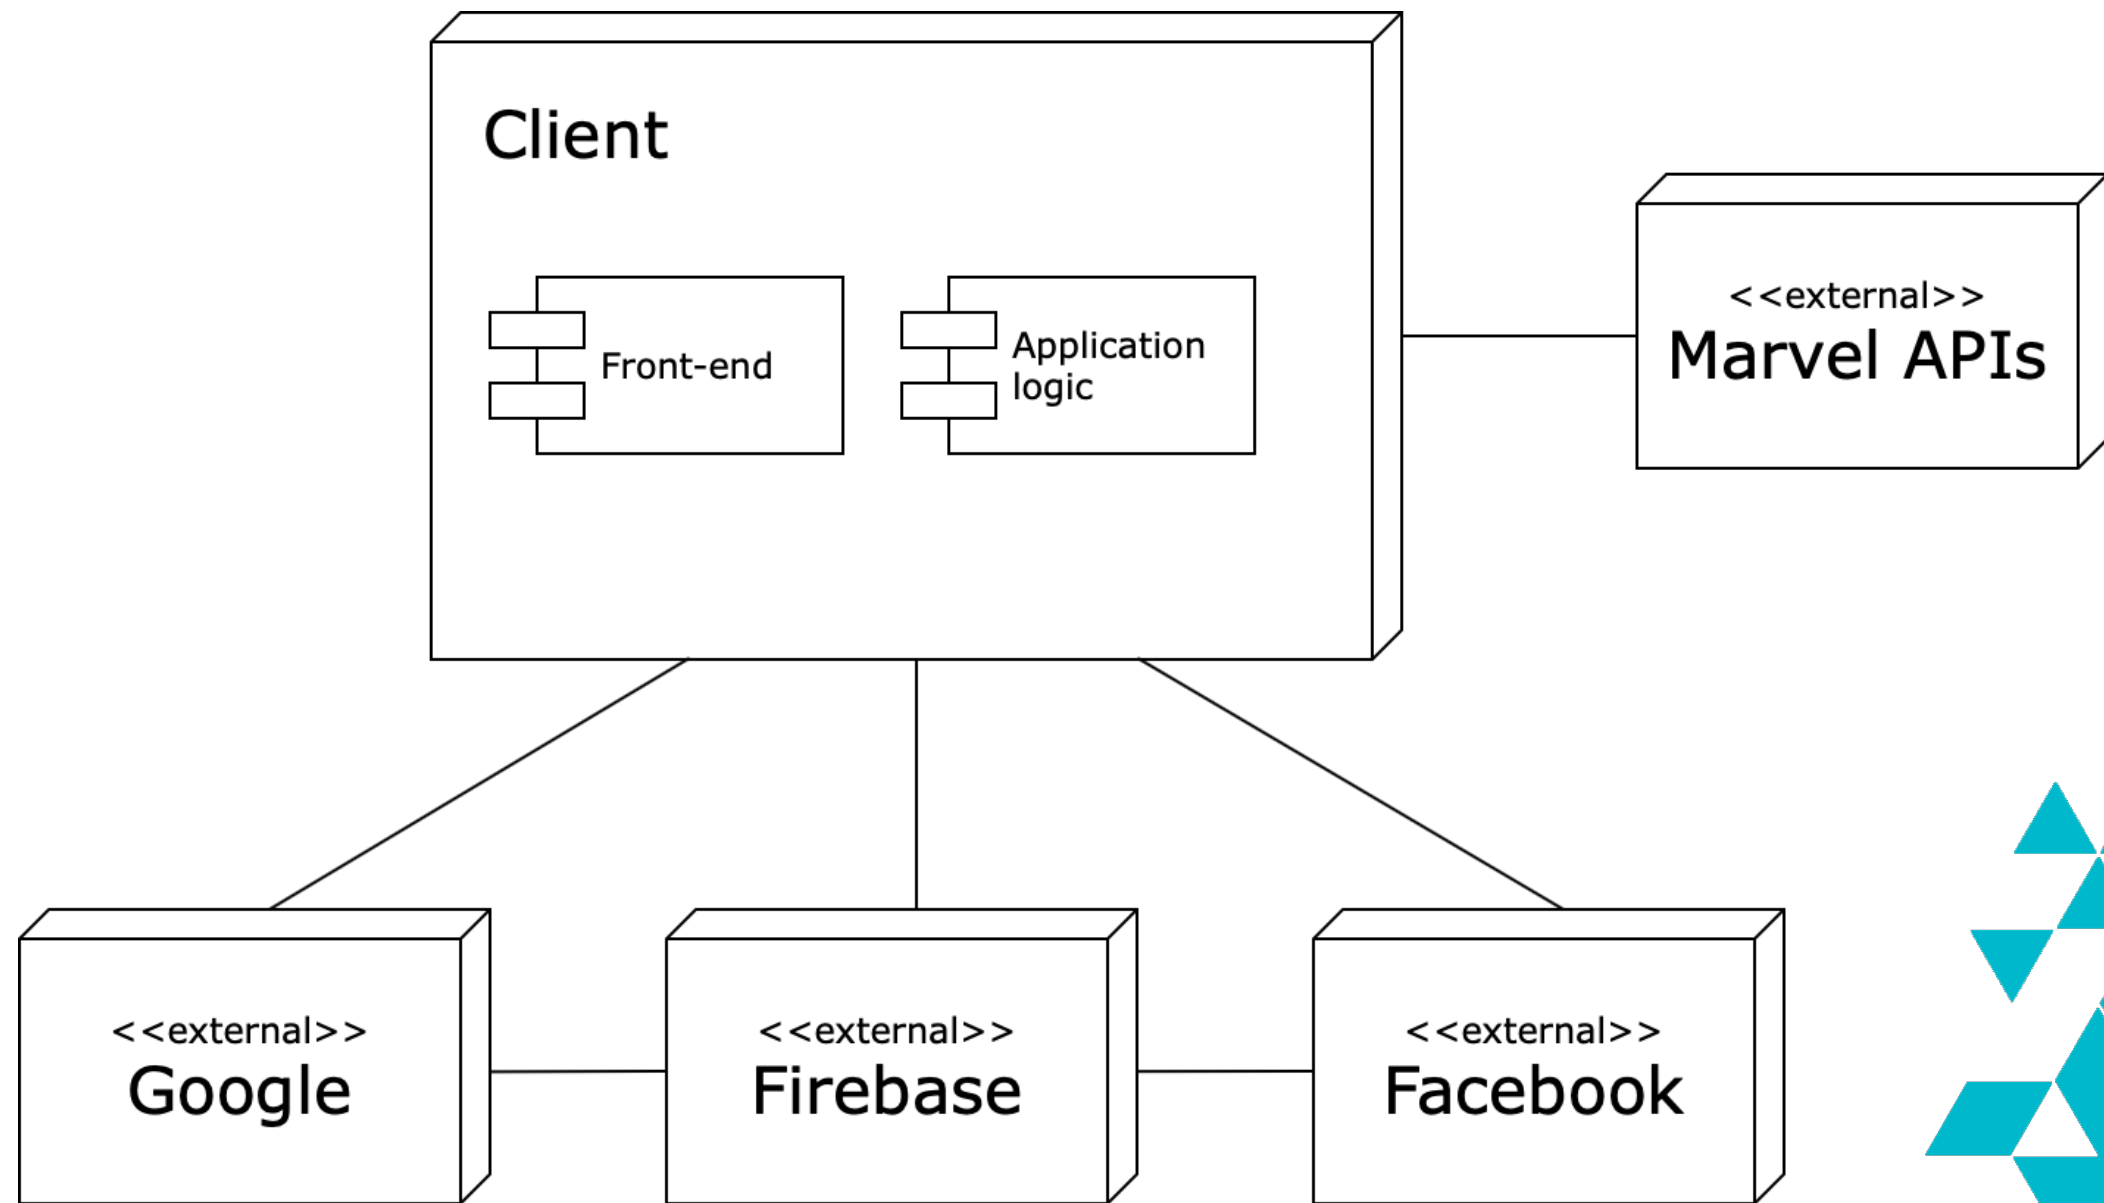 Client
Front-end
Application
logic
<<external>>
Marvel APIs
<<external>>
Google
<<external>>
Firebase
<<external>>
Facebook